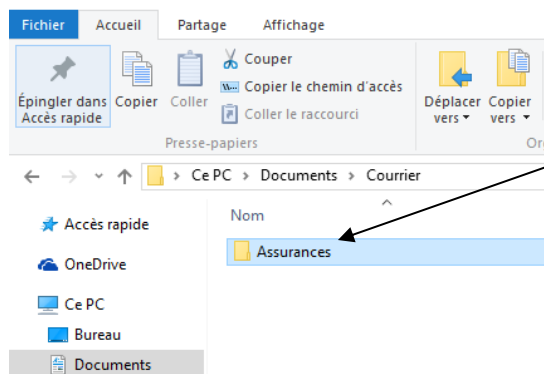 Fichier Accueil Partage Affichage
Épingler dans Accès rapide
Copier
Coller
Couper
Copier le chemin d'accès
Coller le raccourci
Déplacer vers
Copier vers
Presse-papiers
Ce PC > Documents > Courrier
Accès rapide
OneDrive
Ce PC
Bureau
Documents
Nom
Assurances